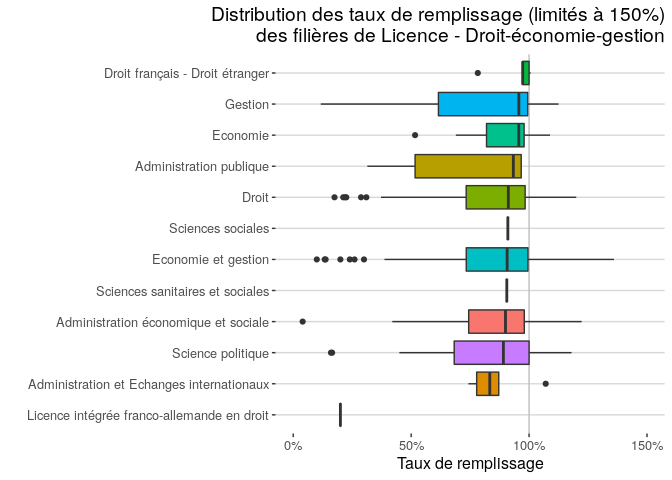 Distribution des taux de remplissage (limités à 150%)
des filières de Licence - Droit-économie-gestion
Droit français - Droit étranger
Gestion
Economie
Administration publique
Droit
Sciences sociales
Economie et gestion
Sciences sanitaires et sociales
Administration économique et sociale
Science politique
Administration et Echanges internationaux
Licence intégrée franco-allemande en droit
0% 50% 100% 150%
Taux de remplissage